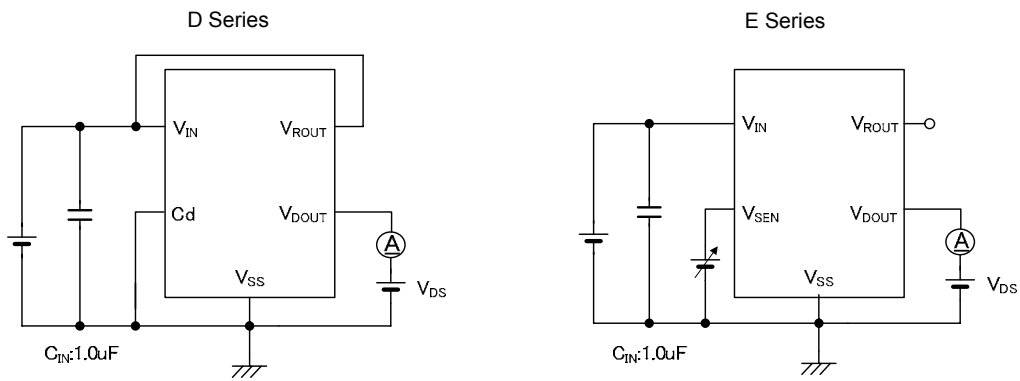 D Series
V_IN
V_ROUT
Cd
V_DOUT
A
V_SS
V_DS
C_IN:1.0uF
E Series
V_IN
V_ROUT
V_SEN
V_DOUT
A
V_SS
V_DS
C_IN:1.0uF